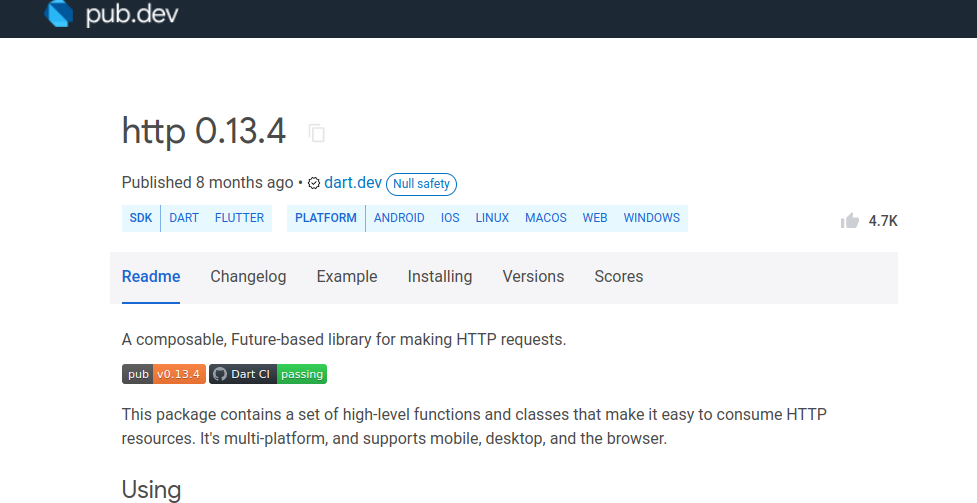 pub.dev
http 0.13.4
Published 8 months ago • dart.dev Null safety
SDK DART FLUTTER PLATFORM ANDROID IOS LINUX MACOS WEB WINDOWS 4.7K
Readme Changelog Example Installing Versions Scores
A composable, Future-based library for making HTTP requests.
pub v0.13.4 Dart CI passing
This package contains a set of high-level functions and classes that make it easy to consume HTTP
resources. It's multi-platform, and supports mobile, desktop, and the browser.
Using